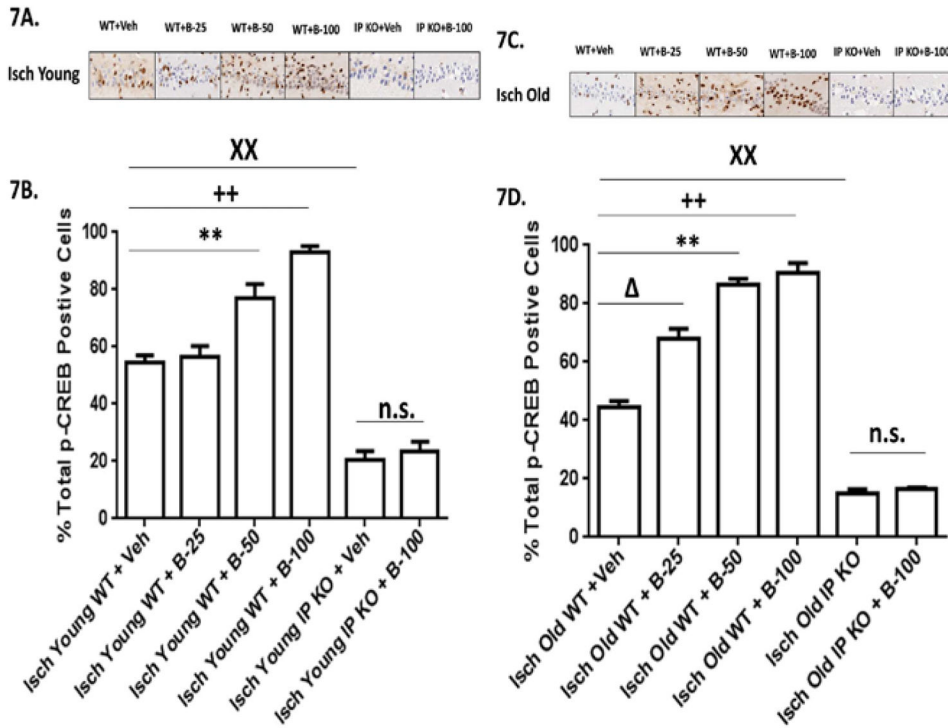 7A.
WT+Veh WT+B-25 WT+B-50 WT+B-100 IP KO+Veh IP KO+B-100
Isch Young
7B.
XX
++
**
n.s.
% Total p-CREB Postive Cells
100
80
60
40
20
0
Isch Young WT + Veh
Isch Young WT + B-25
Isch Young WT + B-50
Isch Young WT + B-100
Isch Young IP KO + Veh
Isch Young IP KO + B-100
7C.
WT+Veh WT+B-25 WT+B-50 WT+B-100 IP KO+Veh IP KO+B-100
Isch Old
7D.
XX
++
**
Δ
n.s.
% Total p-CREB Postive Cells
100
80
60
40
20
0
Isch Old WT + Veh
Isch Old WT + B-25
Isch Old WT + B-50
Isch Old WT + B-100
Isch Old IP KO
Isch Old IP KO + B-100